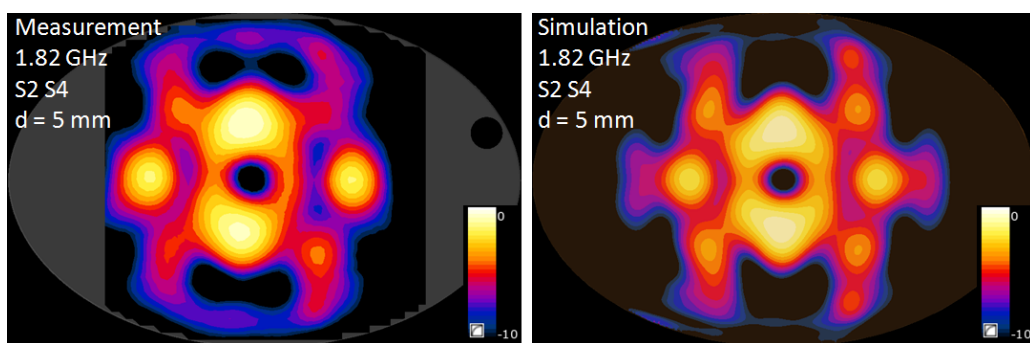 Measurement
1.82 GHz
S2 S4
d = 5 mm
0
-10
Simulation
1.82 GHz
S2 S4
d = 5 mm
0
-10